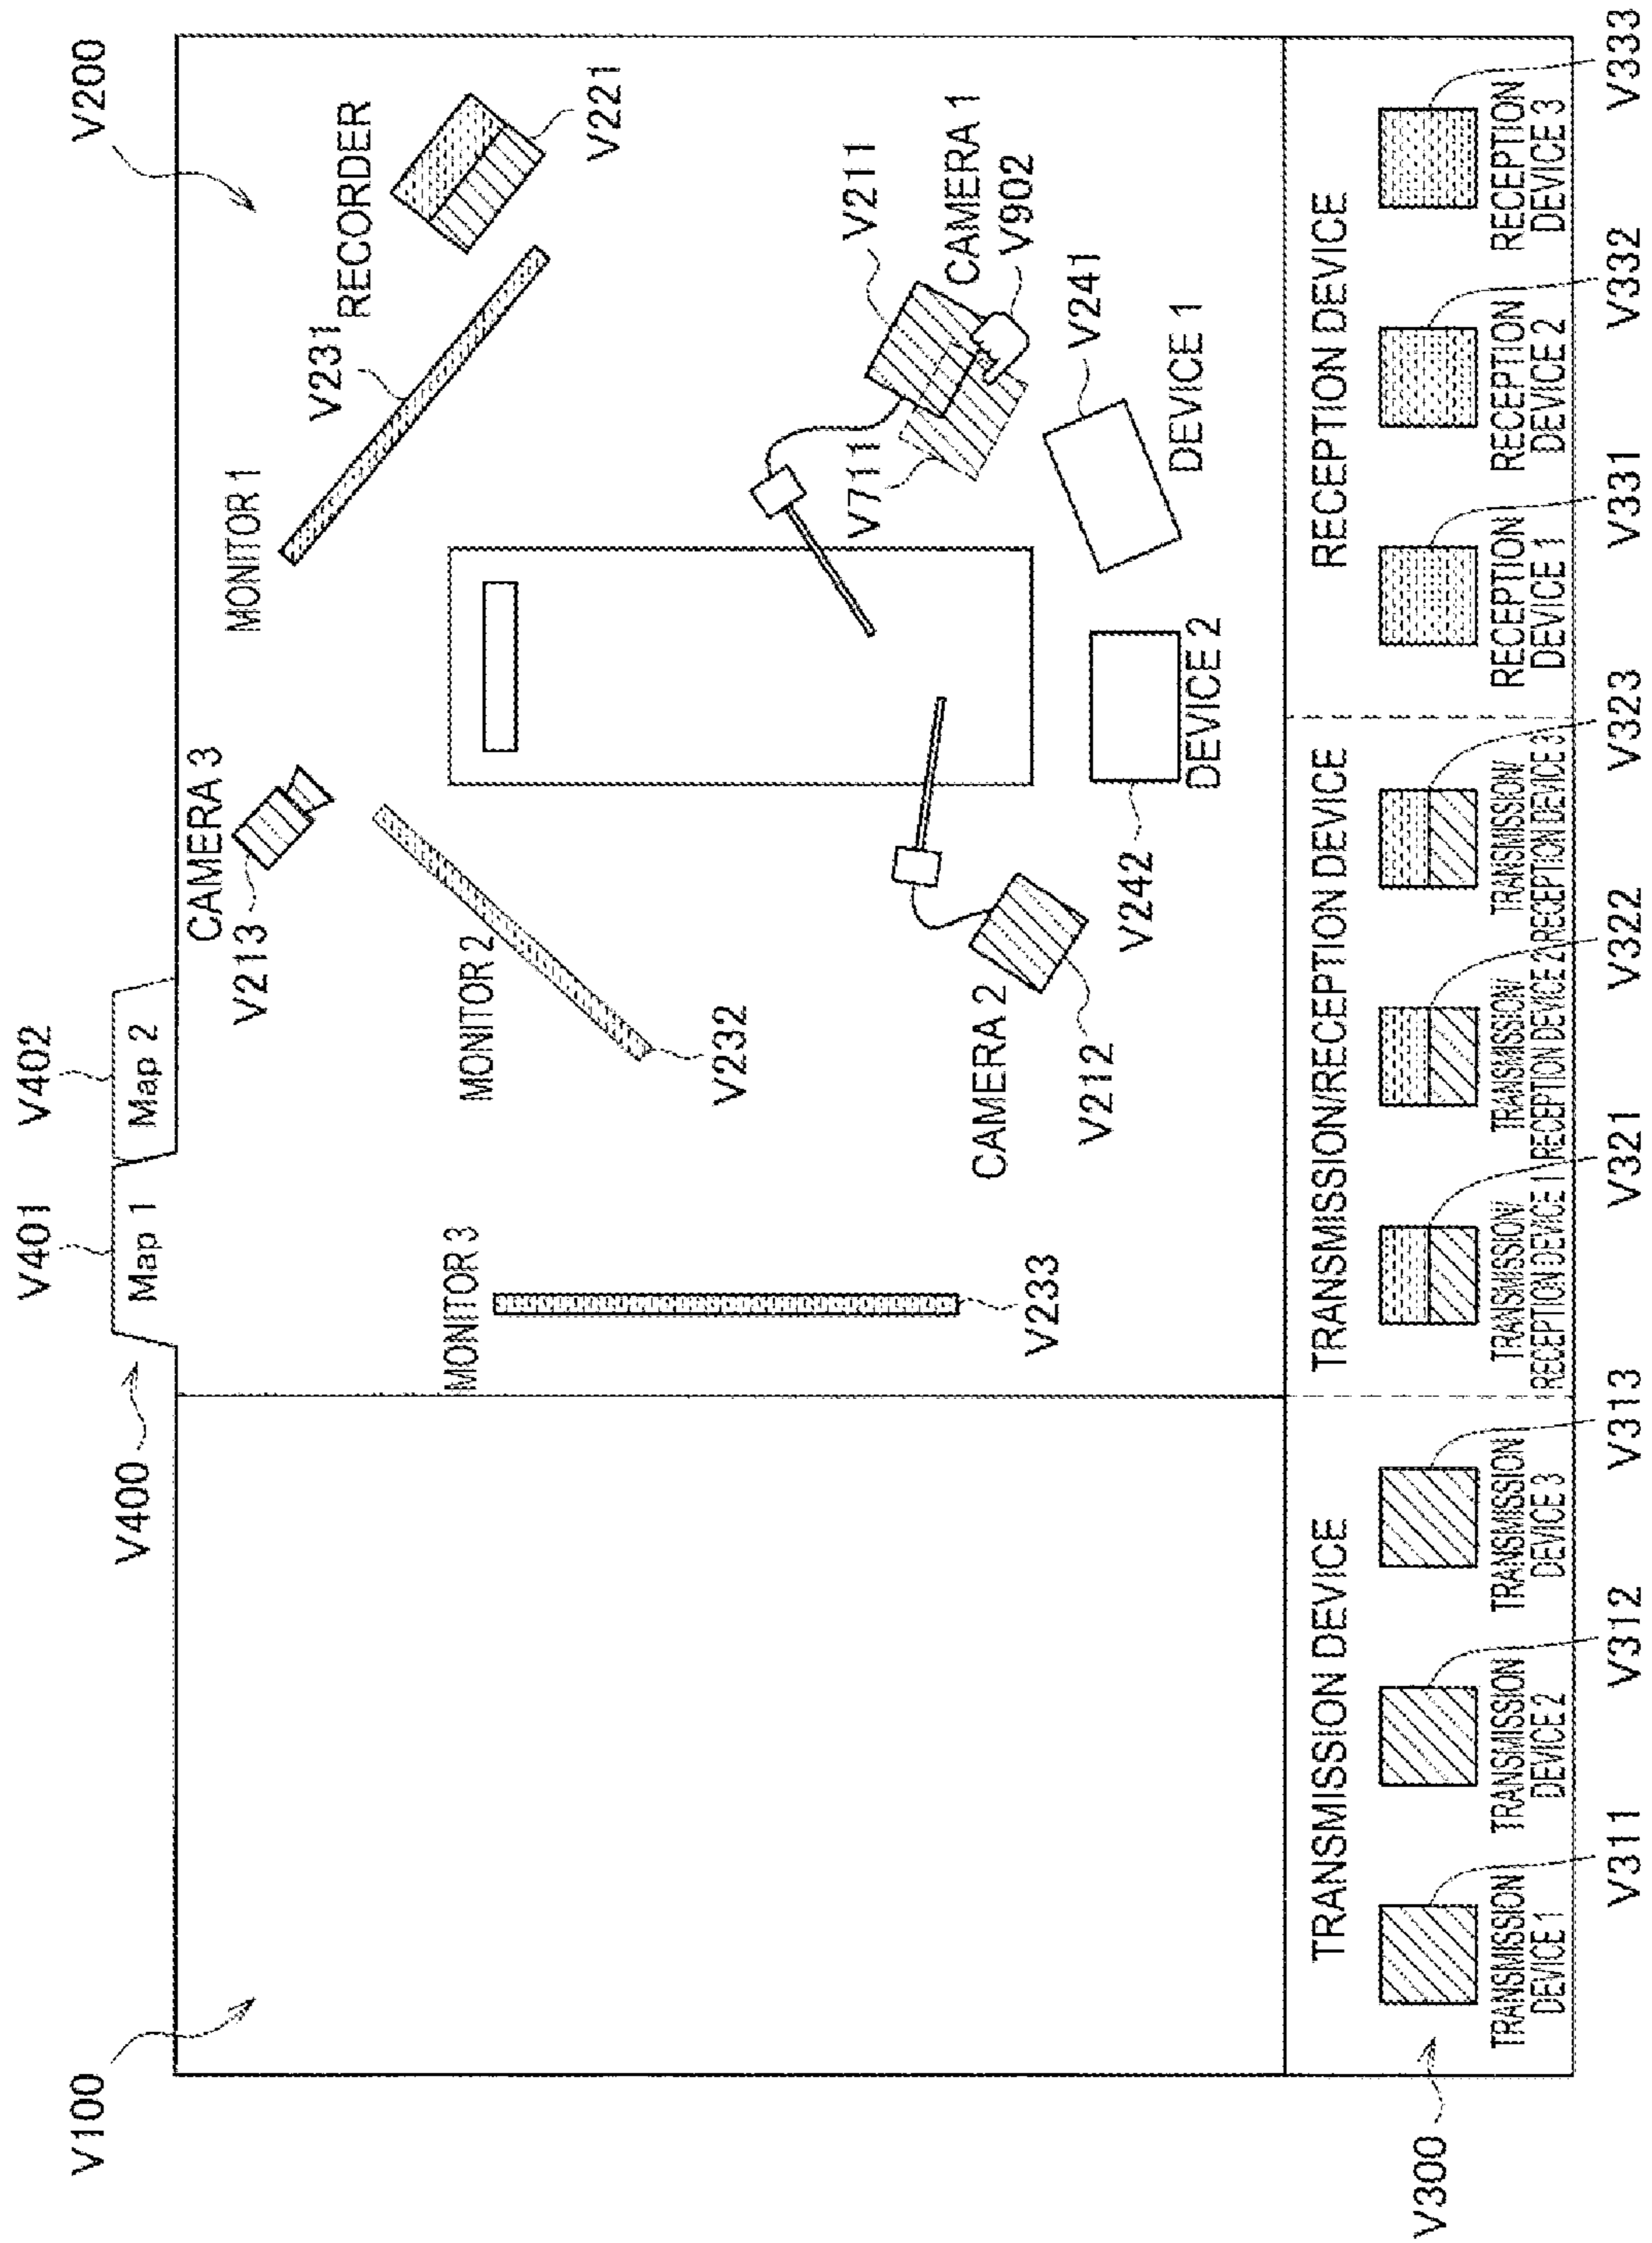 V401
V402
V400
Map 1
Map 2
V100
V200
CAMERA 3
V213
MONITOR 1
V231
RECORDER
V221
MONITOR 3
V233
MONITOR 2
V232
CAMERA 2
V212
V711
V211
CAMERA 1
V902
V241
DEVICE 1
V242
DEVICE 2
V300
TRANSMISSION DEVICE
TRANSMISSION
DEVICE 1
TRANSMISSION
DEVICE 2
TRANSMISSION
DEVICE 3
TRANSMISSION/RECEPTION DEVICE
TRANSMISSION/
RECEPTION DEVICE 1
TRANSMISSION/
RECEPTION DEVICE 2
TRANSMISSION/
RECEPTION DEVICE 3
RECEPTION DEVICE
RECEPTION
DEVICE 1
RECEPTION
DEVICE 2
RECEPTION
DEVICE 3
V311
V312
V313
V321
V322
V323
V331
V332
V333